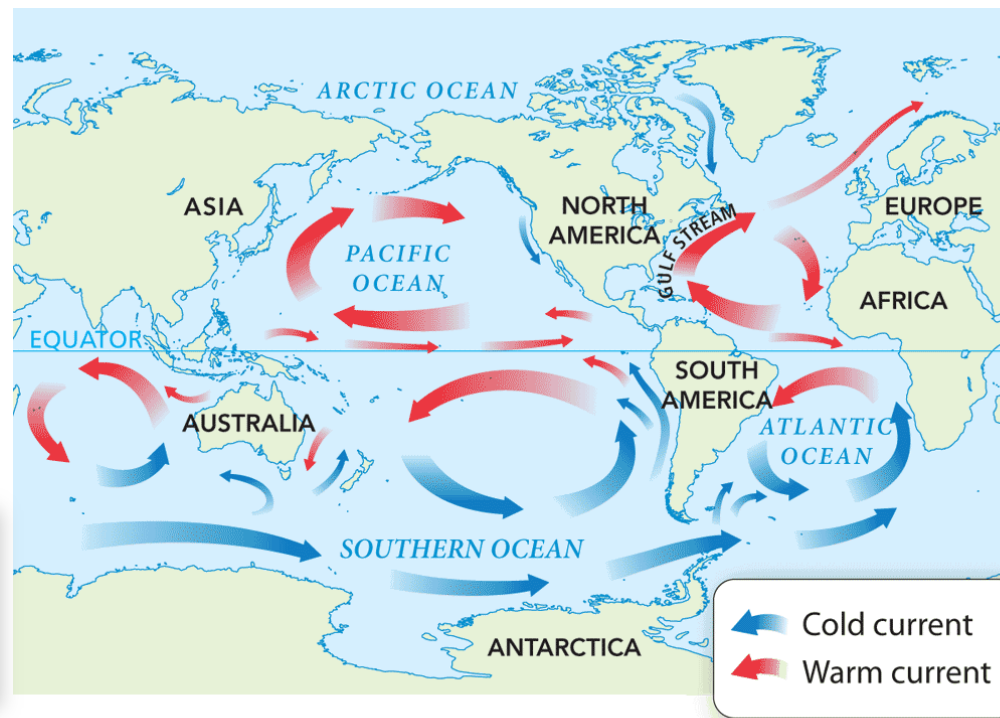 ARCTIC OCEAN
ASIA
NORTH
AMERICA
EUROPE
GULF STREAM
PACIFIC
OCEAN
AFRICA
EQUATOR
SOUTH
AMERICA
AUSTRALIA
ATLANTIC
OCEAN
SOUTHERN OCEAN
ANTARCTICA
Cold current
Warm current